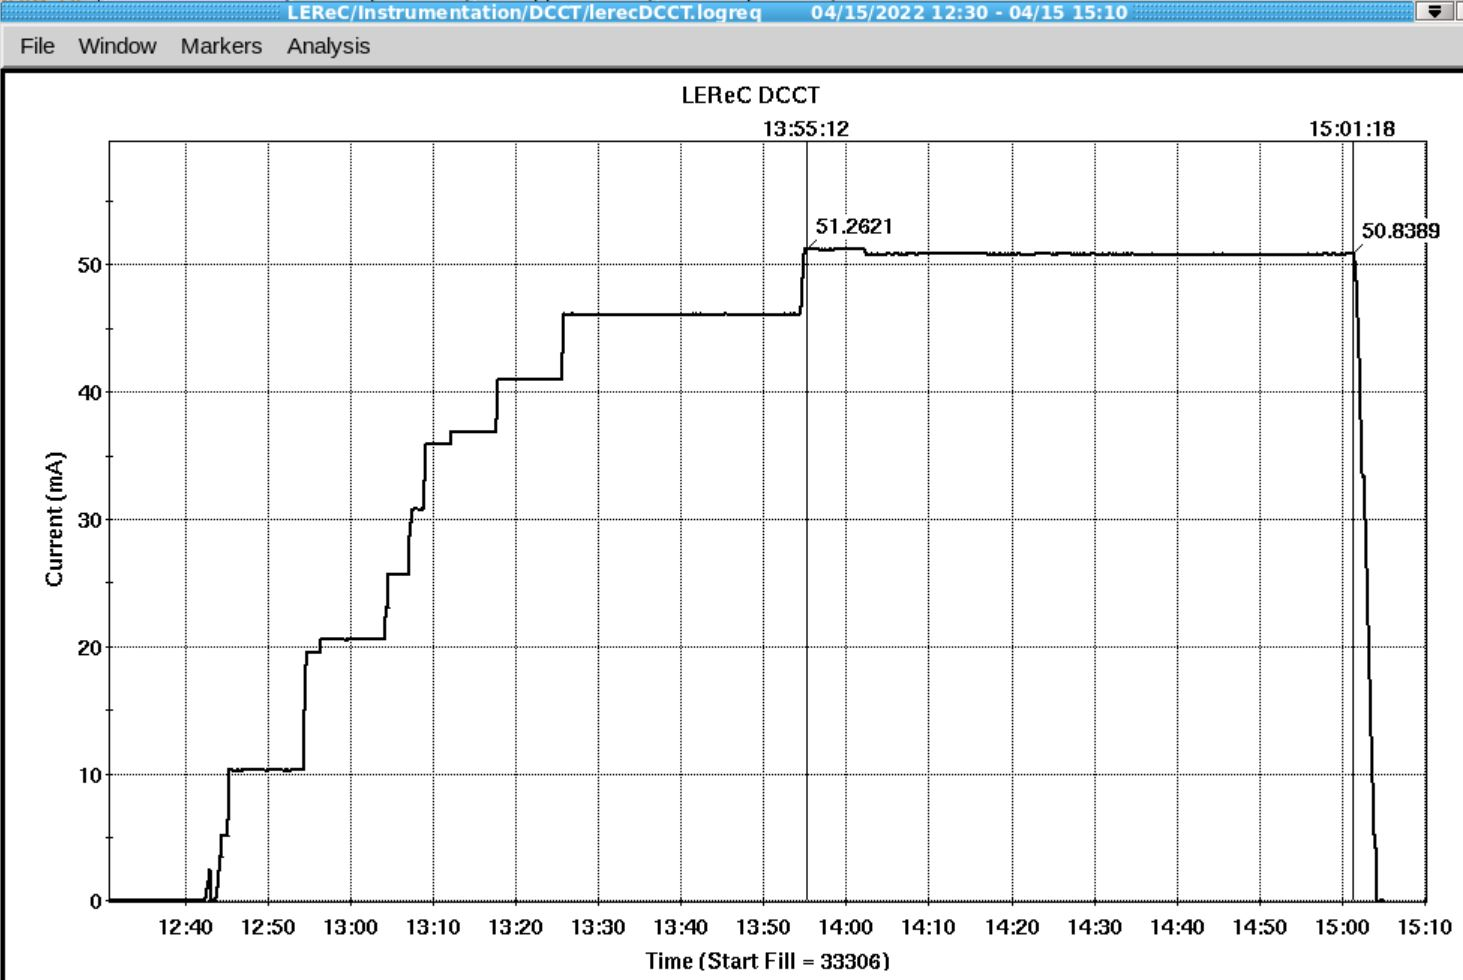 LEReC/Instrumentation/DCCT/lerecDCCT.logreq 04/15/2022 12:30 - 04/15 15:10
File Window Markers Analysis
LEReC DCCT
13:55:12 15:01:18
51.2621
50.8389
50
40
30
20
10
0
Current (mA)
12:40 12:50 13:00 13:10 13:20 13:30 13:40 13:50 14:00 14:10 14:20 14:30 14:40 14:50 15:00 15:10
Time (Start Fill = 33306)